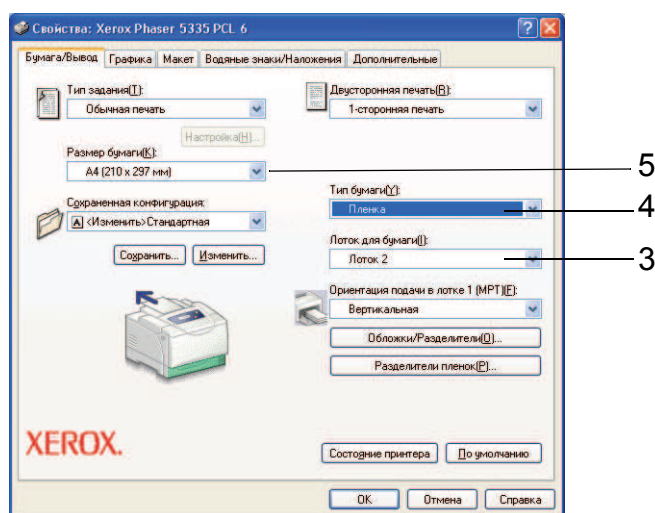 Свойства: Xerox Phaser 5335 PCL 6
Бумага/Вывод Графика Макет Водяные знаки/Наложения Дополнительные
Тип задания(T):
Обычная печать
Настройка(H)...
Размер бумаги(K):
A4 (210 x 297 мм)
Сохраненная конфигурация:
<Изменить>Стандартная
Сохранить... Изменить...
Двусторонняя печать(R):
1-сторонняя печать
5
Тип бумаги(Y):
Пленка
4
Лоток для бумаги(I):
Лоток 2
3
Ориентация подачи в лотке 1 (MPT)(F):
Вертикальная
Обложки/Разделители(O)...
Разделители пленок(P)...
XEROX.
Состояние принтера По умолчанию
OK Отмена Справка